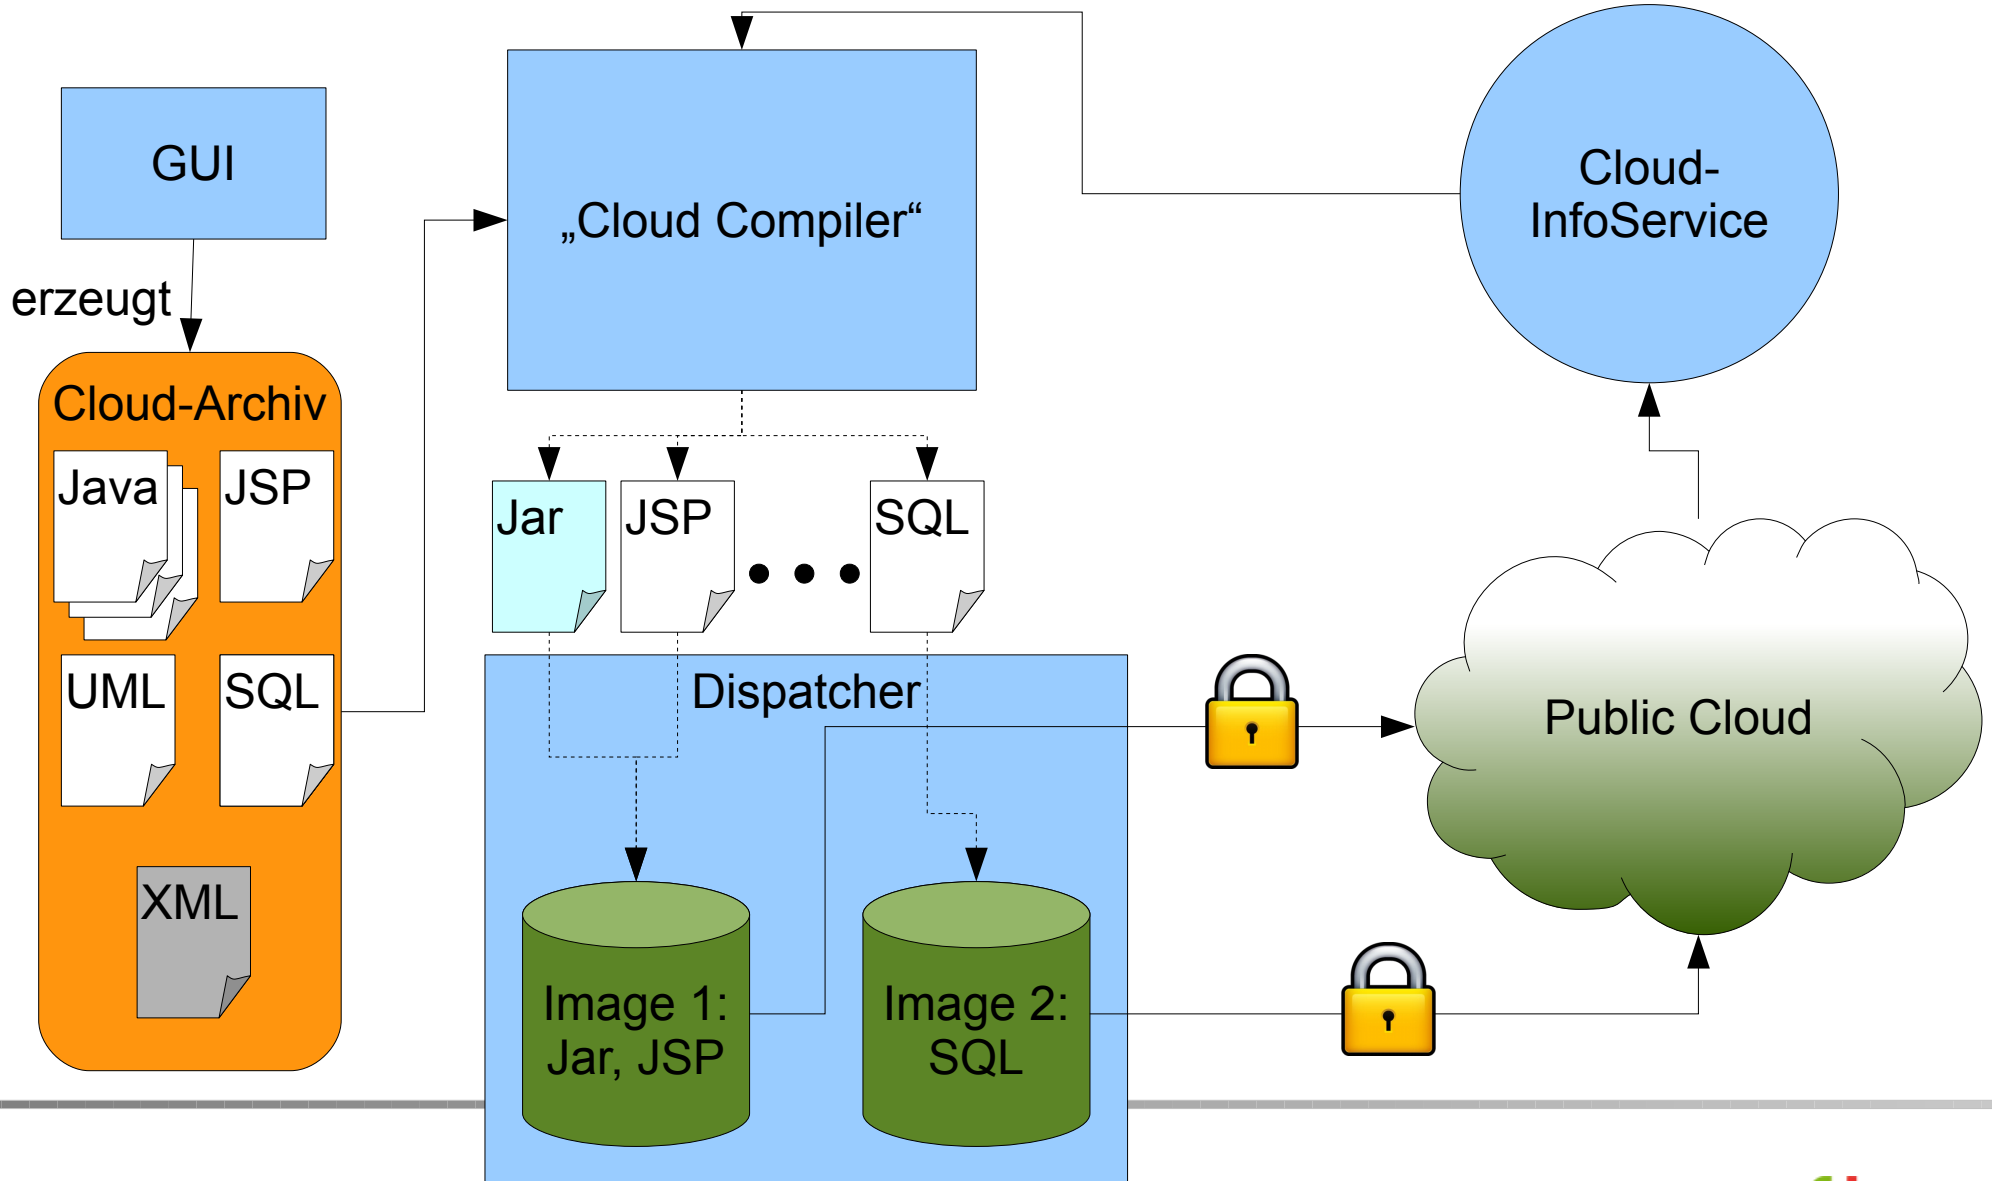 GUI
erzeugt
Cloud-Archiv
Java
JSP
UML
SQL
XML
„Cloud Compiler“
Jar
JSP
SQL
Dispatcher
Image 1:
Jar, JSP
Image 2:
SQL
Cloud-
InfoService
Public Cloud